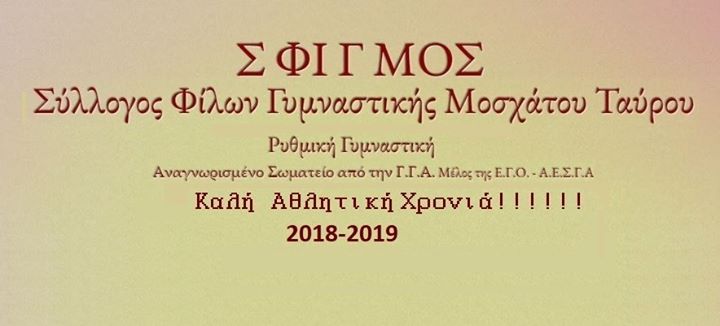 Σ ΦΙ Γ ΜΟΣ
Σύλλογος Φίλων Γυμναστικής Μοσχάτου Ταύρου
Ρυθμική Γυμναστική
Αναγνωρισμένο Σωματείο από την Γ.Γ.Α. Μέλος της Ε.Γ.Ο. - Α.Ε.Σ.Γ.Α
Καλή Αθλητική Χρονιά!!!!!!
2018-2019